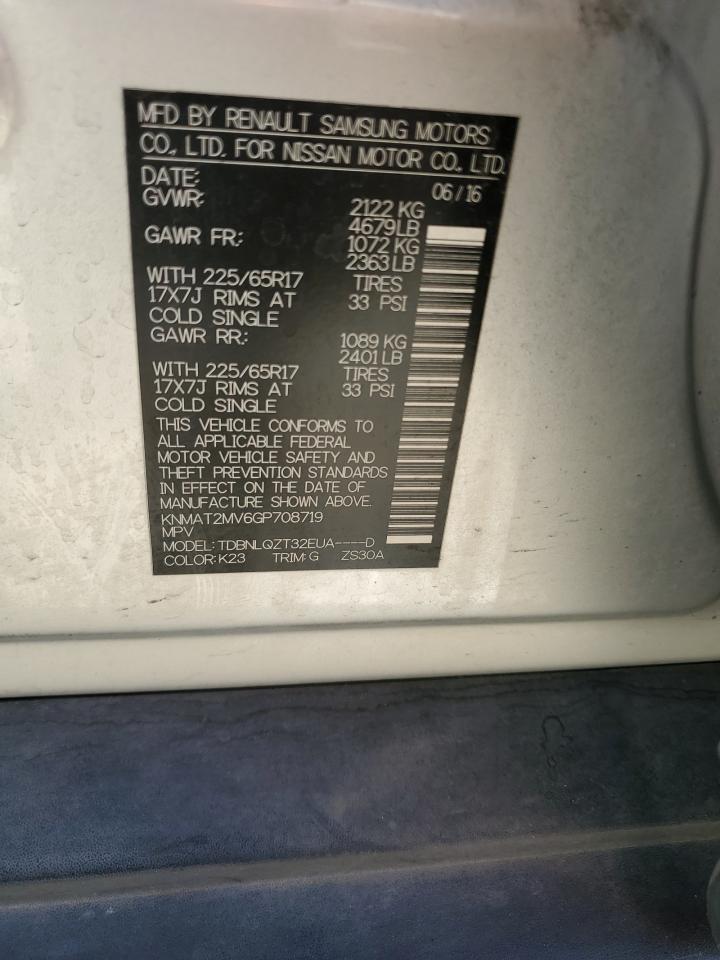 MFD BY RENAULT SAMSUNG MOTORS
CO., LTD. FOR NISSAN MOTOR CO., LTD.
DATE: 06/16
GVWR: 2122 KG
4679LB
GAWR FR.: 1072 KG
2363LB
WITH 225/65R17 TIRES
17X7J RIMS AT 33 PSI
COLD SINGLE
GAWR RR.: 1089 KG
2401LB
WITH 225/65R17 TIRES
17X7J RIMS AT 33 PSI
COLD SINGLE
THIS VEHICLE CONFORMS TO
ALL APPLICABLE FEDERAL
MOTOR VEHICLE SAFETY AND
THEFT PREVENTION STANDARDS
IN EFFECT ON THE DATE OF
MANUFACTURE SHOWN ABOVE.
KNMAT2MV6GP708719
MPV
MODEL: TDBNLQZT32EUA----D
COLOR: K23 TRIM: G ZS30A